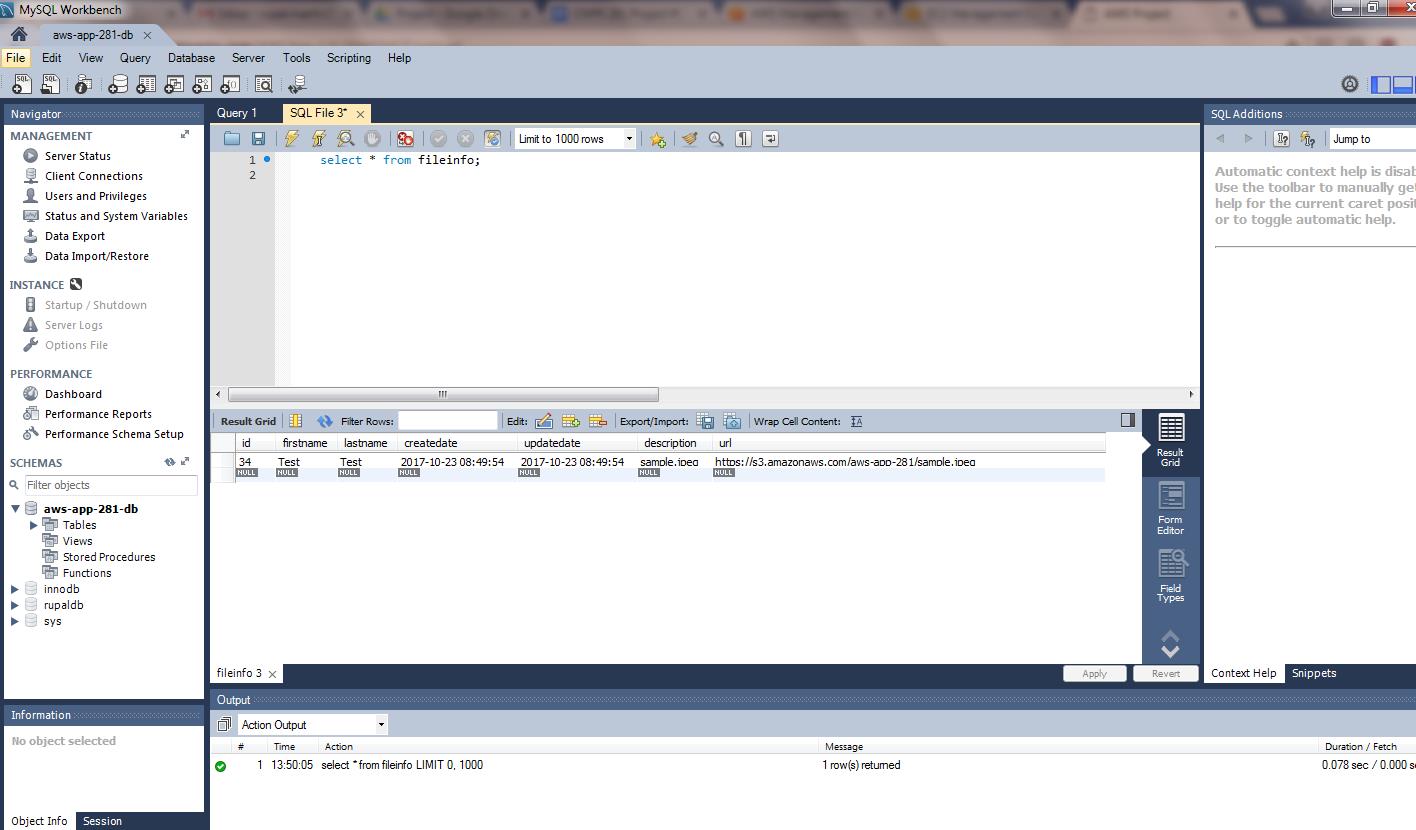 MySQL Workbench
aws-app-281-db
File Edit View Query Database Server Tools Scripting Help
Navigator
MANAGEMENT
Server Status
Client Connections
Users and Privileges
Status and System Variables
Data Export
Data Import/Restore
INSTANCE
Startup / Shutdown
Server Logs
Options File
PERFORMANCE
Dashboard
Performance Reports
Performance Schema Setup
SCHEMAS
Filter objects
aws-app-281-db
Tables
Views
Stored Procedures
Functions
innodb
rupaldb
sys
Information
No object selected
Object Info Session
Query 1 SQL File 3*
Limit to 1000 rows
1 select * from fileinfo;
2
Result Grid Filter Rows: Edit: Export/Import: Wrap Cell Content:
id firstname lastname createdate updatedate description url
34 Test Test 2017-10-23 08:49:54 2017-10-23 08:49:54 sample.jpeg https://s3.amazonaws.com/aws-app-281/sample.jpeg
NULL NULL NULL NULL NULL NULL NULL
Result
Grid
Form
Editor
Field
Types
fileinfo 3 Apply Revert
Output
Action Output
# Time Action Message Duration / Fetch
1 13:50:05 select * from fileinfo LIMIT 0, 1000 1 row(s) returned 0.078 sec / 0.000 se
SQL Additions
Jump to
Automatic context help is disab
Use the toolbar to manually get
help for the current caret posit
or to toggle automatic help.
Context Help Snippets